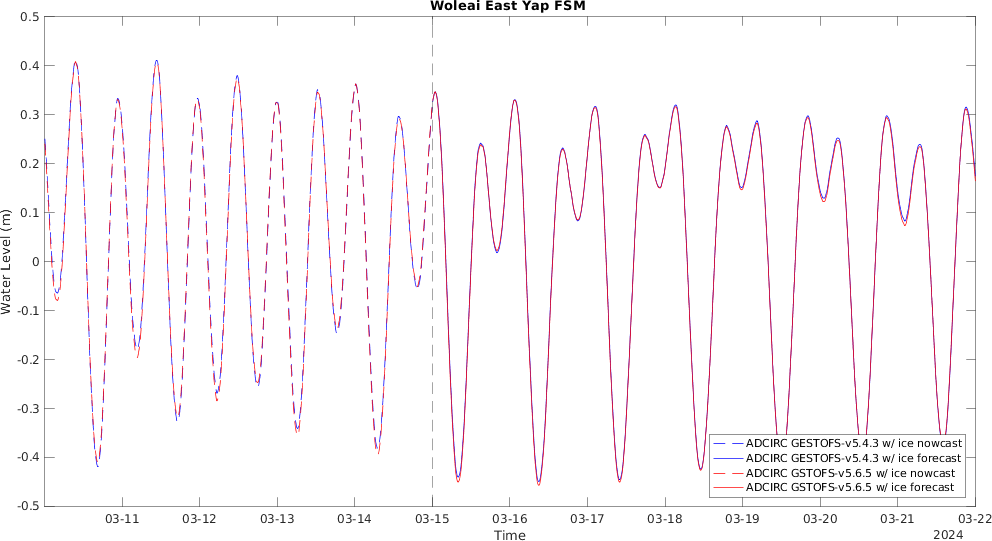 Woleai East Yap FSM
0.5
0.4
0.3
0.2
0.1
0
-0.1
-0.2
-0.3
-0.4
-0.5
Water Level (m)
ADCIRC GESTOFS-v5.4.3 w/ ice nowcast
ADCIRC GESTOFS-v5.4.3 w/ ice forecast
ADCIRC GSTOFS-v5.6.5 w/ ice nowcast
ADCIRC GSTOFS-v5.6.5 w/ ice forecast
03-11 03-12 03-13 03-14 03-15 03-16 03-17 03-18 03-19 03-20 03-21 03-22
Time
2024